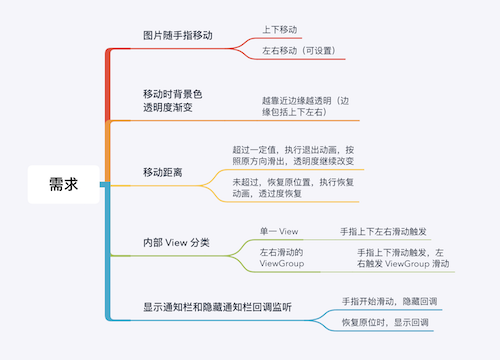 需求
图片随手指移动
上下移动
左右移动（可设置）
移动时背景色
透明度渐变
越靠近边缘越透明（边
缘包括上下左右）
移动距离
超过一定值，执行退出动画，按
照原方向滑出，透明度继续改变
未超过，恢复原位置，执行恢复
动画，透过度恢复
内部 View 分类
单一 View
手指上下左右滑动触发
左右滑动的
ViewGroup
手指上下滑动触发，左
右触发 ViewGroup 滑动
显示通知栏和隐藏通知栏回调监听
手指开始滑动，隐藏回调
恢复原位时，显示回调